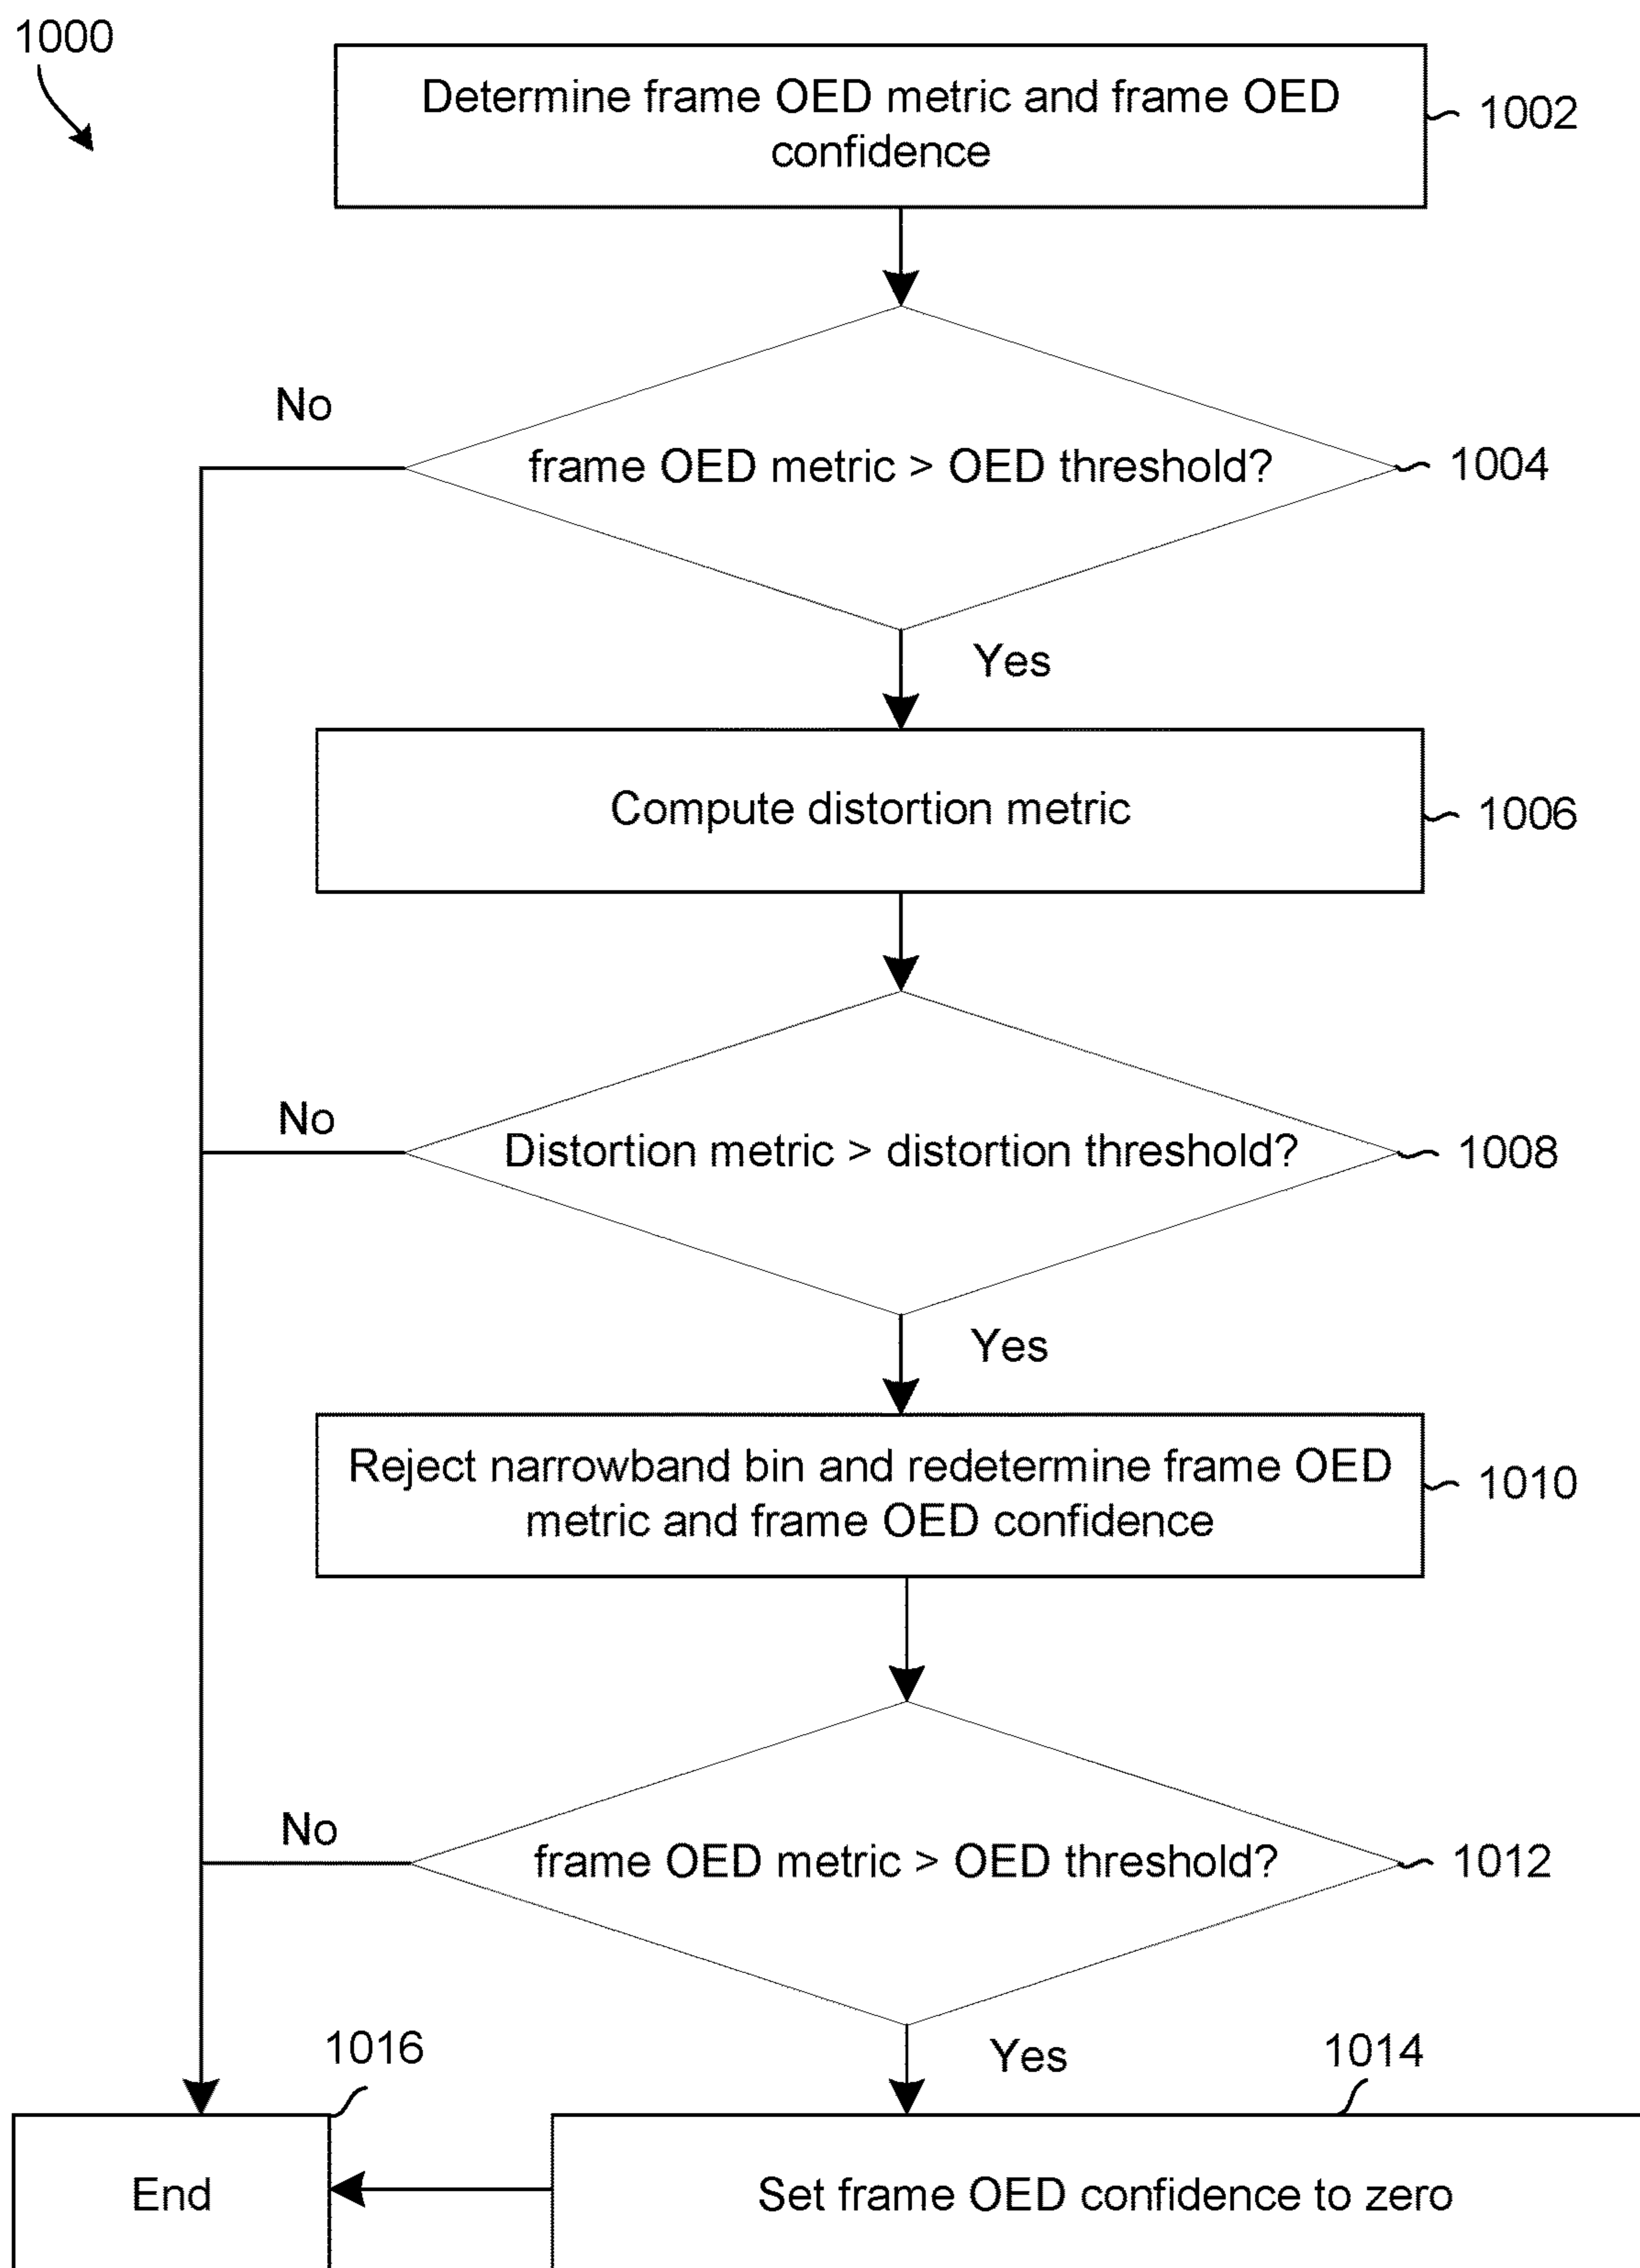 1000
Determine frame OED metric and frame OED
confidence
1002
No
frame OED metric > OED threshold?
1004
Yes
Compute distortion metric
1006
No
Distortion metric > distortion threshold?
1008
Yes
Reject narrowband bin and redetermine frame OED
metric and frame OED confidence
1010
No
frame OED metric > OED threshold?
1012
Yes
1016
1014
End
Set frame OED confidence to zero